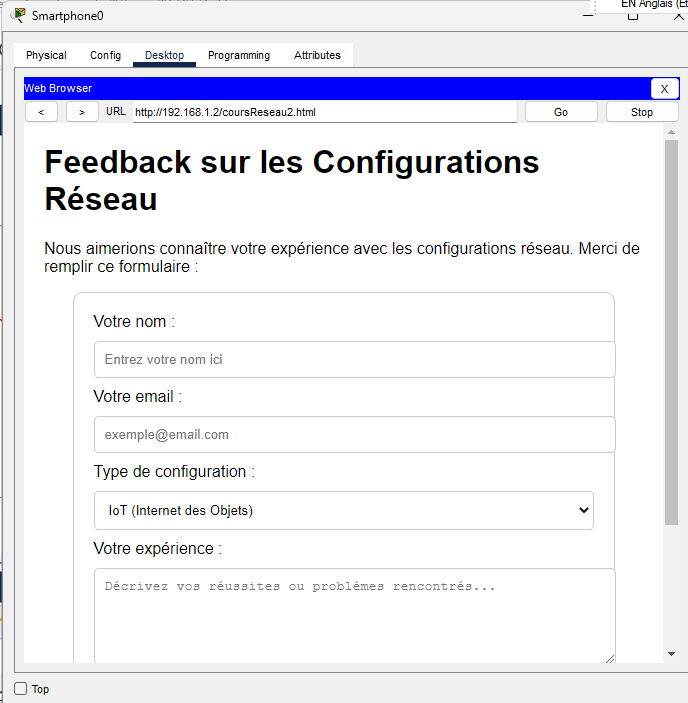 EN Anglais (Ét
Smartphone0
Physical Config Desktop Programming Attributes
Web Browser X
< > URL http://192.168.1.2/coursReseau2.html Go Stop
Feedback sur les Configurations
Réseau
Nous aimerions connaître votre expérience avec les configurations réseau. Merci de
remplir ce formulaire :
Votre nom :
Entrez votre nom ici
Votre email :
exemple@email.com
Type de configuration :
IoT (Internet des Objets)
Votre expérience :
Décrivez vos réussites ou problèmes rencontrés...
Top